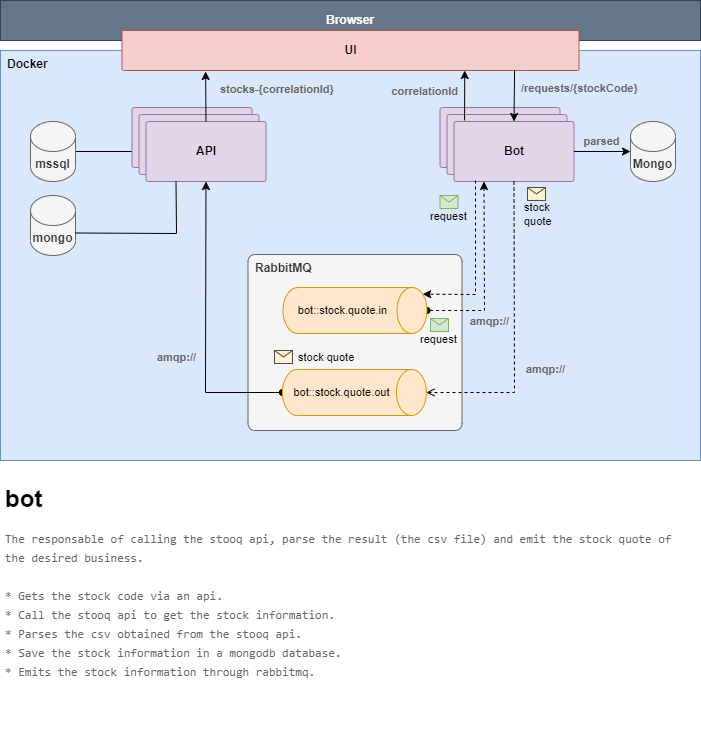 Browser
UI
Docker
stocks-{correlationId}
correlationId
/requests/{stockCode}
mssql
API
Bot
parsed
Mongo
mongo
request
stock
quote
RabbitMQ
bot::stock.quote.in
amqp://
request
amqp://
stock quote
amqp://
bot::stock.quote.out
bot
The responsable of calling the stooq api, parse the result (the csv file) and emit the stock quote of
the desired business.
* Gets the stock code via an api.
* Call the stooq api to get the stock information.
* Parses the csv obtained from the stooq api.
* Save the stock information in a mongodb database.
* Emits the stock information through rabbitmq.